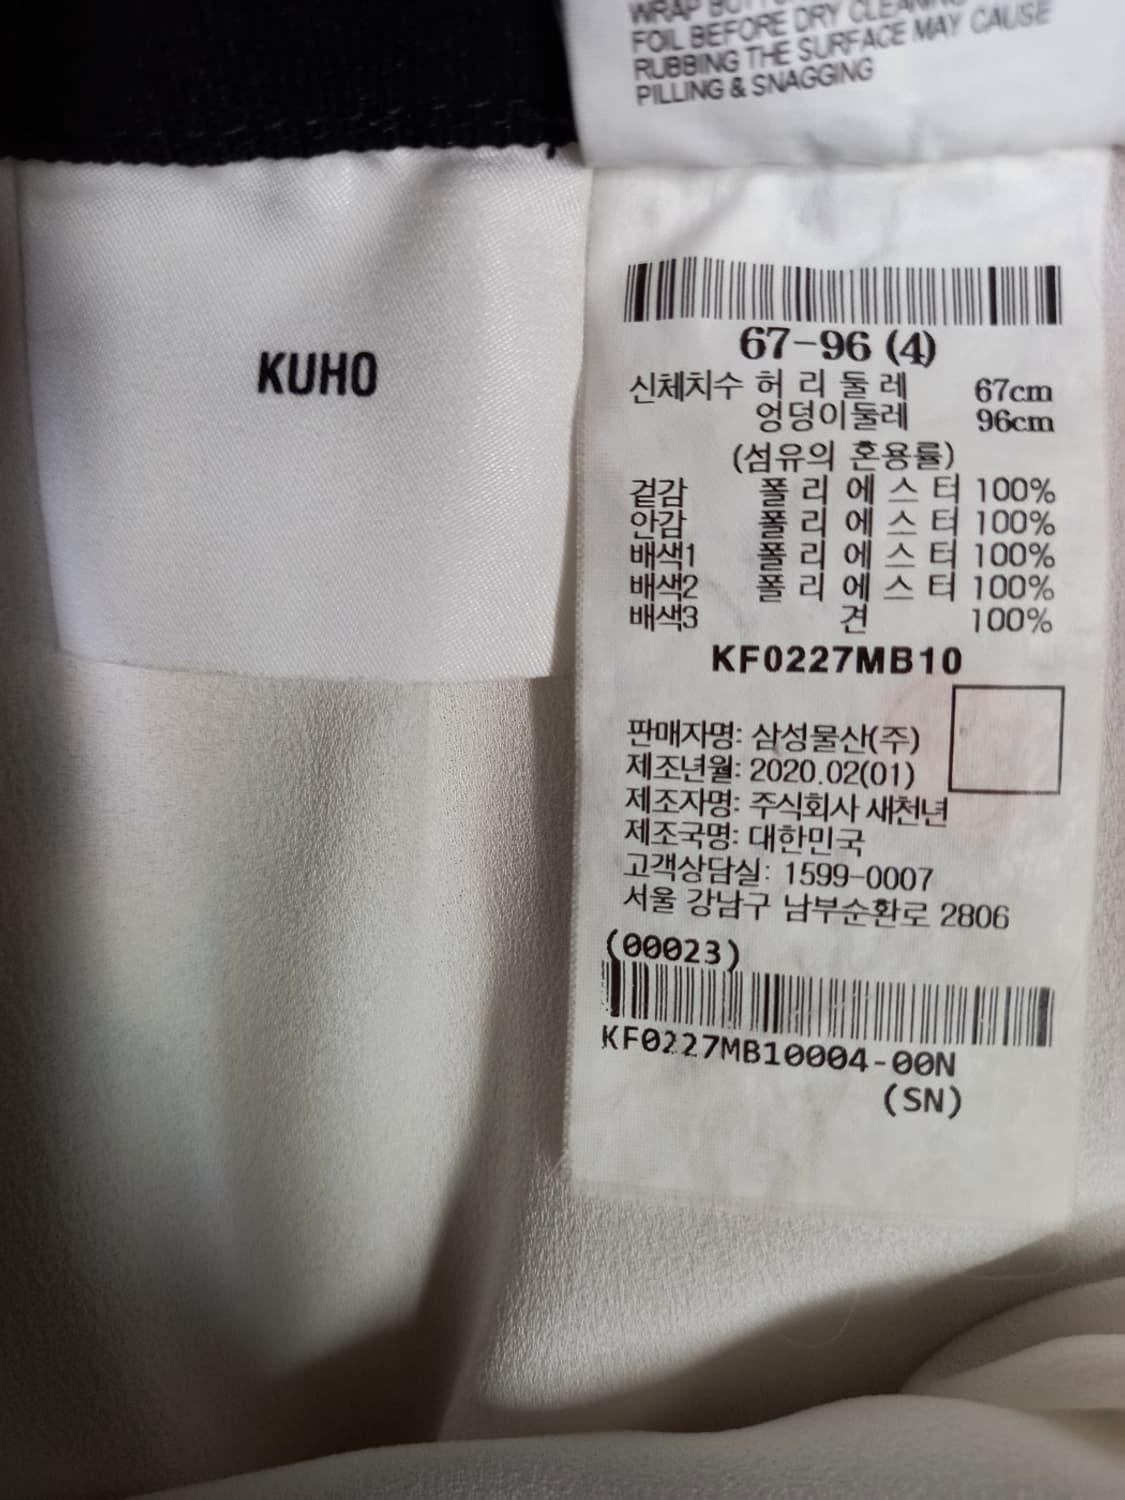 WRAP
FOIL BEFORE DRY CLEANING
RUBBING THE SURFACE MAY CAUSE
PILLING & SNAGGING
KUHO
67-96 (4)
신체치수 허 리 둘 레 67cm
엉덩이둘레 96cm
(섬유의 혼용률)
겉감 폴 리 에 스 터 100%
안감 폴 리 에 스 터 100%
배색1 폴 리 에 스 터 100%
배색2 폴 리 에 스 터 100%
배색3 견 100%
KF0227MB10
판매자명: 삼성물산(주)
제조년월: 2020.02(01)
제조자명: 주식회사 새천년
제조국명: 대한민국
고객상담실: 1599-0007
서울 강남구 남부순환로 2806
(00023)
KF0227MB10004-00N
(SN)